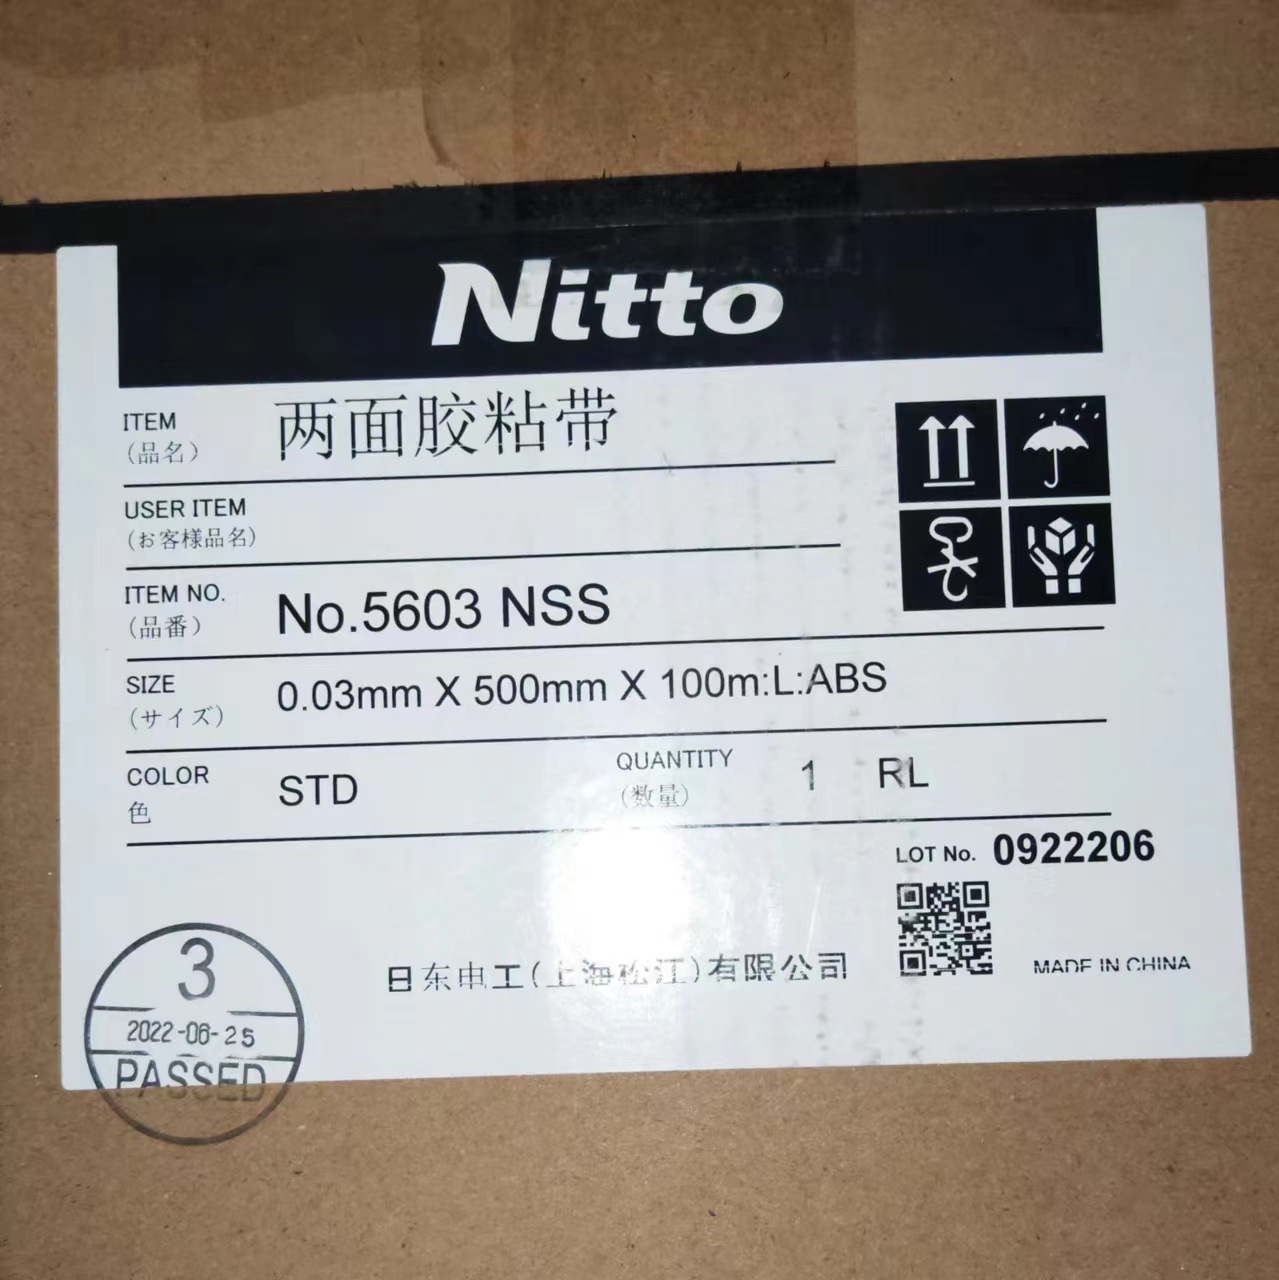 Nitto
ITEM 两面胶粘带
(品名)
USER ITEM
(お客様品名)
ITEM NO. No.5603 NSS
(品番)
SIZE 0.03mm X 500mm X 100m:L:ABS
(サイズ)
COLOR STD QUANTITY 1 RL
色 (数量)
LOT No. 0922206
日东电工(上海松江)有限公司 MADE IN CHINA
3
2022-06-25
PASSED